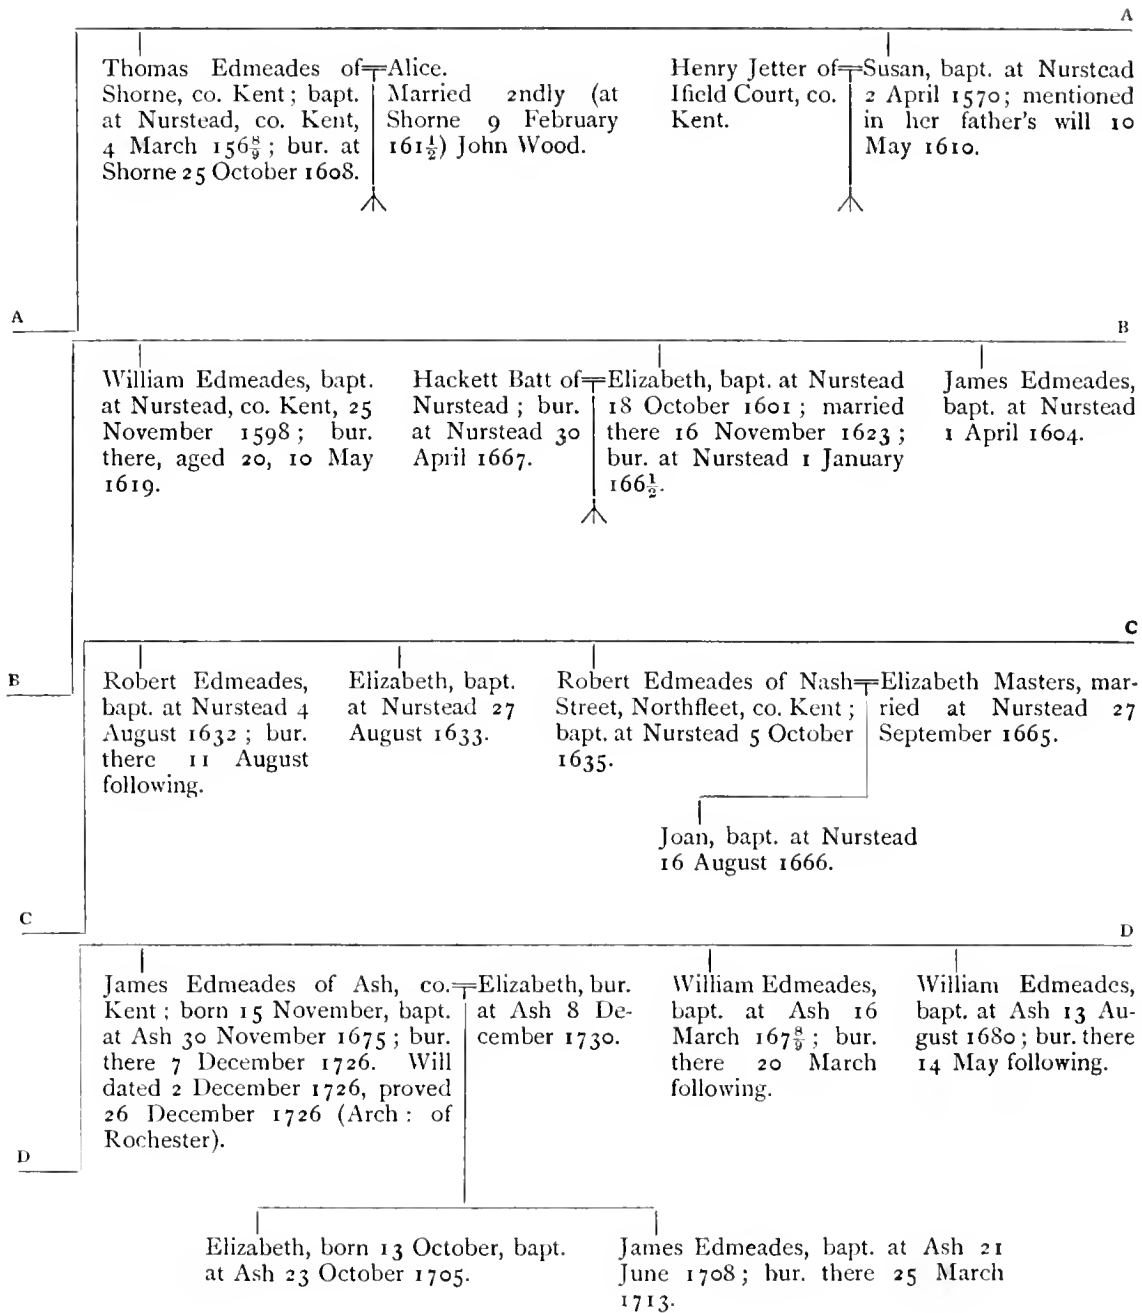 A
Thomas Edmeades of
Shorne, co. Kent; bapt.
at Nurstead, co. Kent,
4 March 156 8/9; bur. at
Shorne 25 October 1608.
Alice.
Married 2ndly (at
Shorne 9 February
161 1/2) John Wood.
Henry Jetter of
Ifield Court, co.
Kent.
Susan, bapt. at Nurstead
2 April 1570; mentioned
in her father's will 10
May 1610.
A
B
William Edmeades, bapt.
at Nurstead, co. Kent, 25
November 1598; bur.
there, aged 20, 10 May
1619.
Hackett Batt of
Nurstead; bur.
at Nurstead 30
April 1667.
Elizabeth, bapt. at Nurstead
18 October 1601; married
there 16 November 1623;
bur. at Nurstead 1 January
166 1/2.
James Edmeades,
bapt. at Nurstead
1 April 1604.
C
B
Robert Edmeades,
bapt. at Nurstead 4
August 1632; bur.
there 11 August
following.
Elizabeth, bapt.
at Nurstead 27
August 1633.
Robert Edmeades of Nash
Street, Northfleet, co. Kent;
bapt. at Nurstead 5 October
1635.
Elizabeth Masters, mar-
ried at Nurstead 27
September 1665.
Joan, bapt. at Nurstead
16 August 1666.
C
D
James Edmeades of Ash, co.
Kent; born 15 November, bapt.
at Ash 30 November 1675; bur.
there 7 December 1726. Will
dated 2 December 1726, proved
26 December 1726 (Arch: of
Rochester).
Elizabeth, bur.
at Ash 8 De-
cember 1730.
William Edmeades,
bapt. at Ash 16
March 167 8/9; bur.
there 20 March
following.
William Edmeades,
bapt. at Ash 13 Au-
gust 1680; bur. there
14 May following.
D
Elizabeth, born 13 October, bapt.
at Ash 23 October 1705.
James Edmeades, bapt. at Ash 21
June 1708; bur. there 25 March
1713.